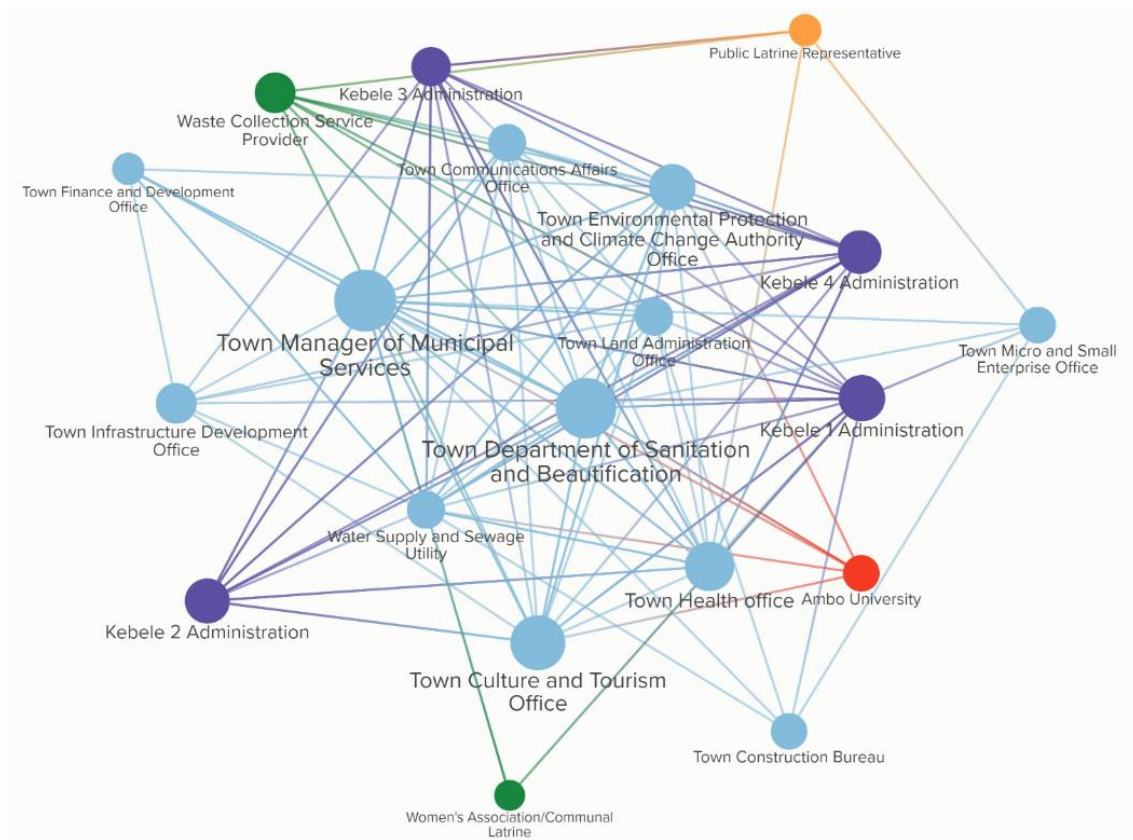 Public Latrine Representative
Kebele 3 Administration
Waste Collection Service
Provider
Town Communications Affairs
Office
Town Finance and Development
Office
Town Environmental Protection
and Climate Change Authority
Office
Kebele 4 Administration
Town Manager of Municipal
Services
Town Land Administration
Office
Town Micro and Small
Enterprise Office
Town Infrastructure Development
Office
Kebele 1 Administration
Town Department of Sanitation
and Beautification
Water Supply and Sewage
Utility
Town Health office
Ambo University
Kebele 2 Administration
Town Culture and Tourism
Office
Town Construction Bureau
Women's Association/Communal
Latrine